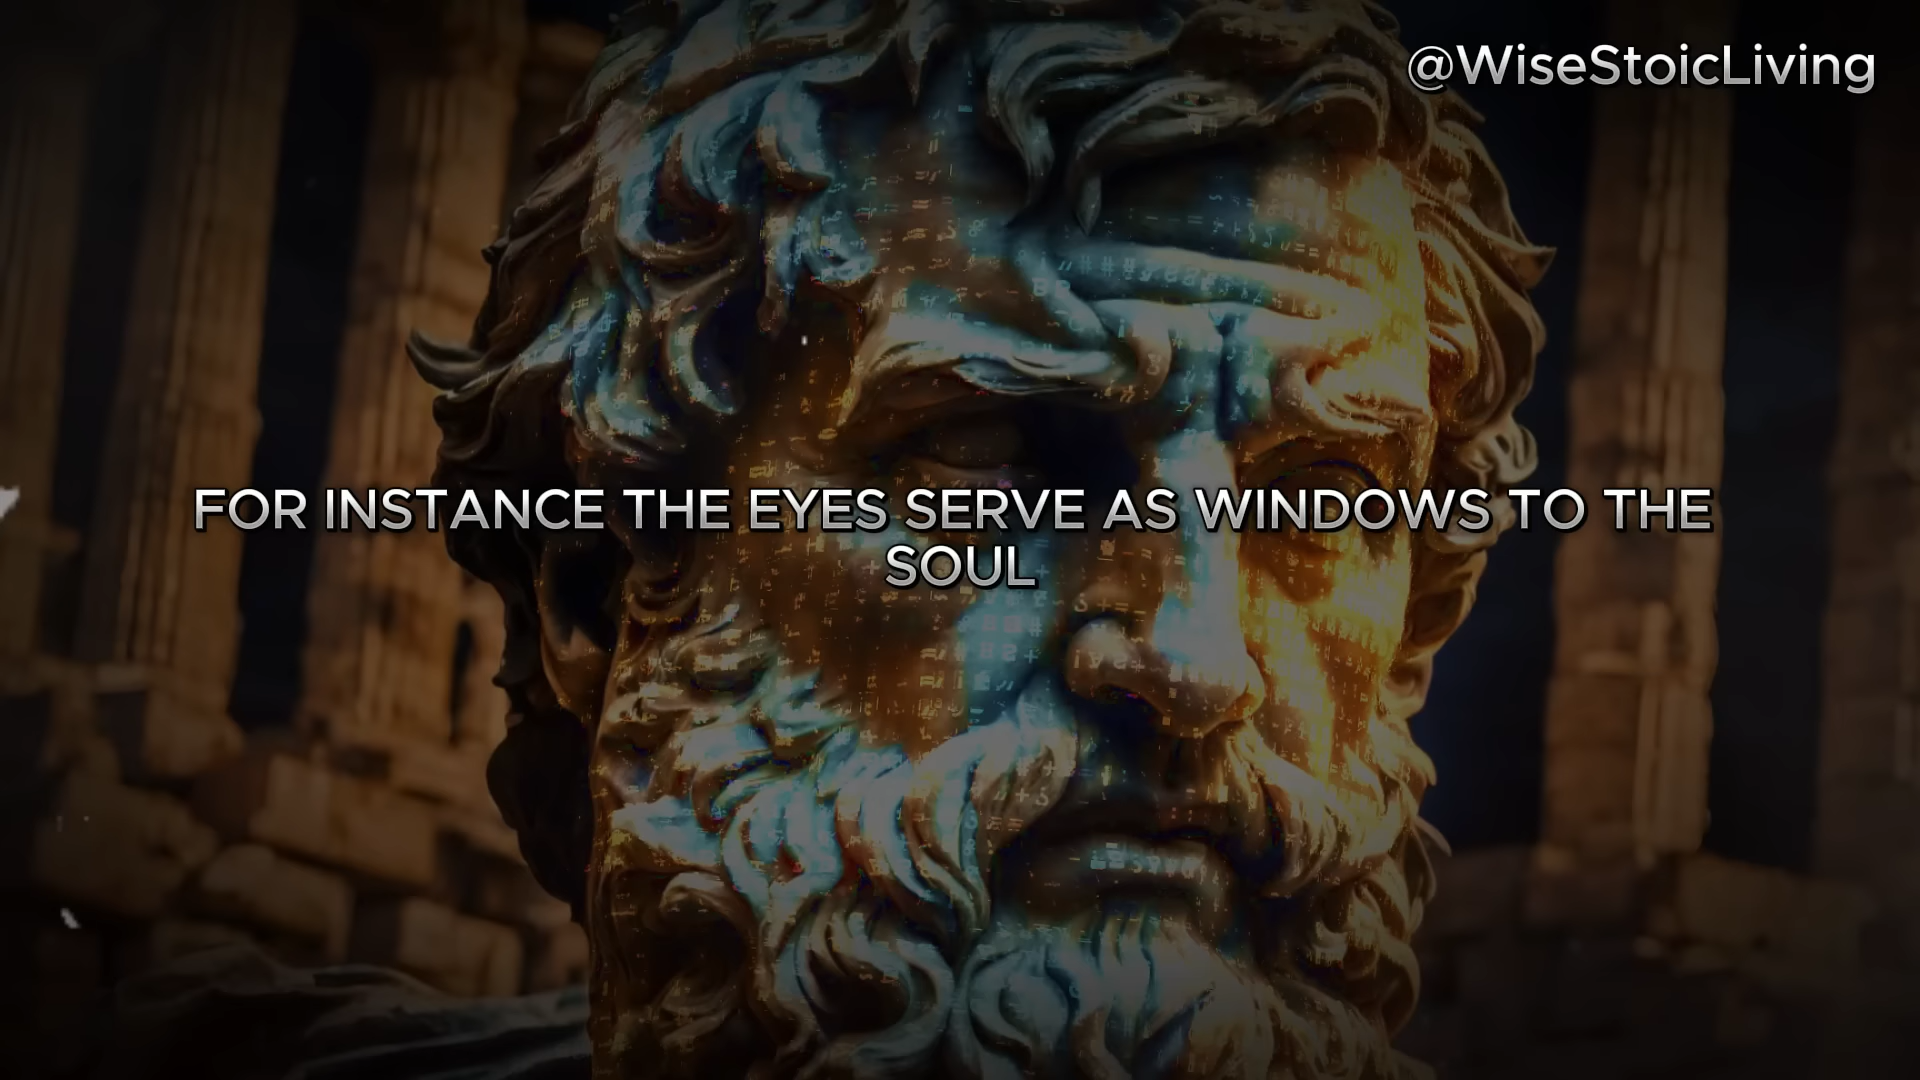 @WiseStoicLiving
FOR INSTANCE THE EYES SERVE AS WINDOWS TO THE
SOUL